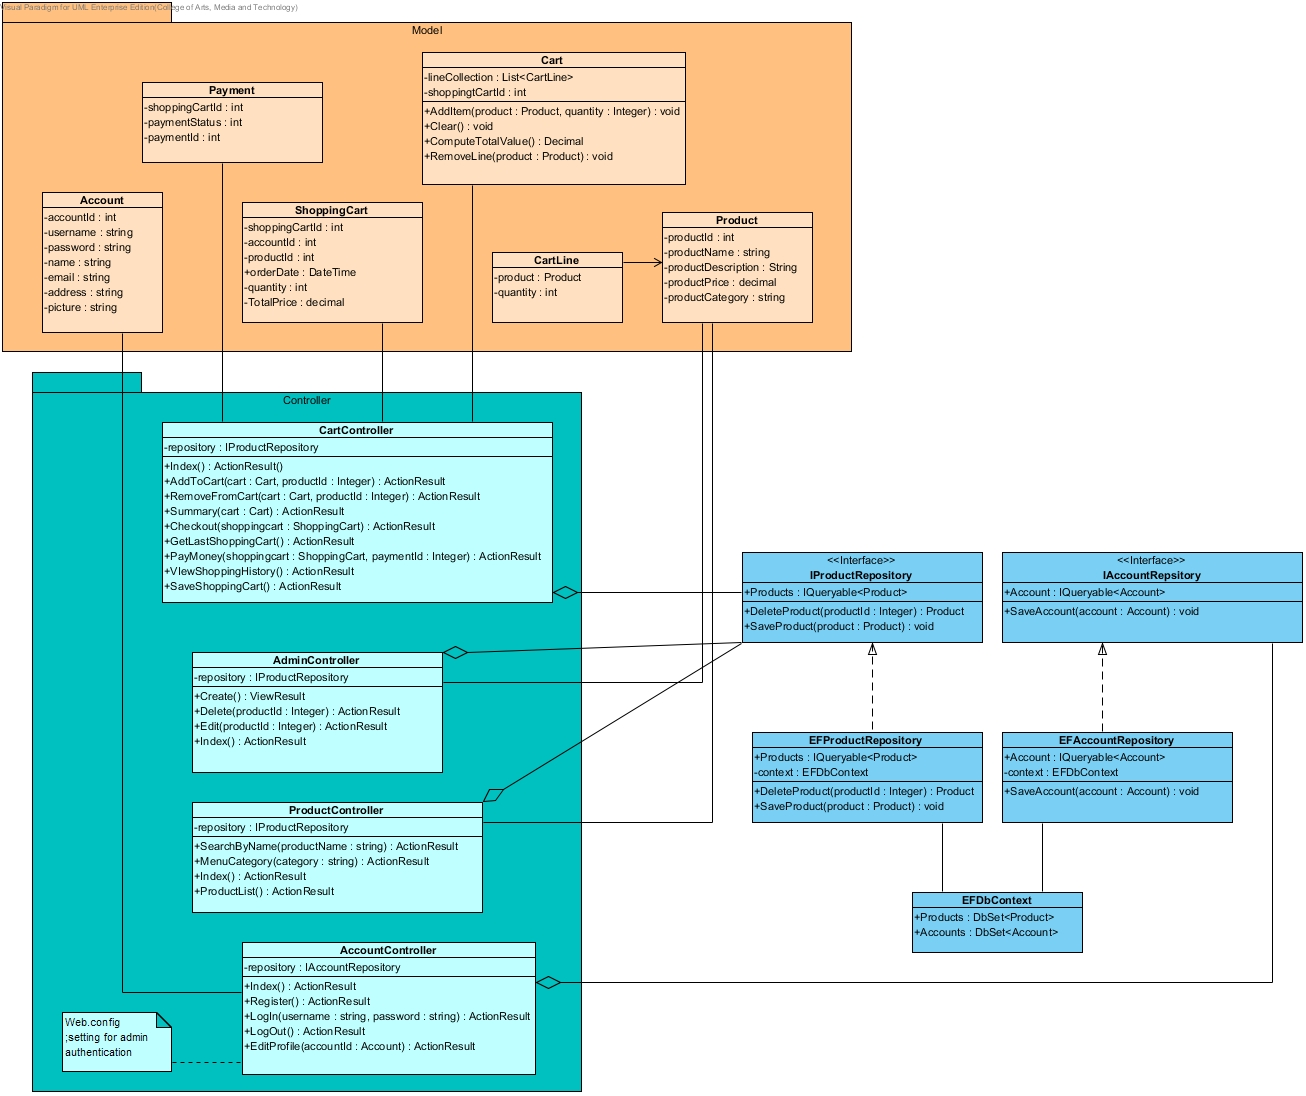 Visual Paradigm for UML Enterprise Edition(College of Arts, Media and Technology)
Model
Cart
-lineCollection : List<CartLine>
-shoppingtCartId : int
+AddItem(product : Product, quantity : Integer) : void
+Clear() : void
+ComputeTotalValue() : Decimal
+RemoveLine(product : Product) : void
Payment
-shoppingCartId : int
-paymentStatus : int
-paymentId : int
Account
-accountId : int
-username : string
-password : string
-name : string
-email : string
-address : string
-picture : string
ShoppingCart
-shoppingCartId : int
-accountId : int
-productId : int
+orderDate : DateTime
-quantity : int
-TotalPrice : decimal
CartLine
-product : Product
-quantity : int
Product
-productId : int
-productName : string
-productDescription : String
-productPrice : decimal
-productCategory : string
Controller
CartController
-repository : IProductRepository
+Index() : ActionResult()
+AddToCart(cart : Cart, productId : Integer) : ActionResult
+RemoveFromCart(cart : Cart, productId : Integer) : ActionResult
+Summary(cart : Cart) : ActionResult
+Checkout(shoppingcart : ShoppingCart) : ActionResult
+GetLastShoppingCart() : ActionResult
+PayMoney(shoppingcart : ShoppingCart, paymentId : Integer) : ActionResult
+VIewShoppingHistory() : ActionResult
+SaveShoppingCart() : ActionResult
<<Interface>>
IProductRepository
+Products : IQueryable<Product>
+DeleteProduct(productId : Integer) : Product
+SaveProduct(product : Product) : void
<<Interface>>
IAccountRepsitory
+Account : IQueryable<Account>
+SaveAccount(account : Account) : void
AdminController
-repository : IProductRepository
+Create() : ViewResult
+Delete(productId : Integer) : ActionResult
+Edit(productId : Integer) : ActionResult
+Index() : ActionResult
EFProductRepository
+Products : IQueryable<Product>
-context : EFDbContext
+DeleteProduct(productId : Integer) : Product
+SaveProduct(product : Product) : void
EFAccountRepository
+Account : IQueryable<Account>
-context : EFDbContext
+SaveAccount(account : Account) : void
ProductController
-repository : IProductRepository
+SearchByName(productName : string) : ActionResult
+MenuCategory(category : string) : ActionResult
+Index() : ActionResult
+ProductList() : ActionResult
EFDbContext
+Products : DbSet<Product>
+Accounts : DbSet<Account>
AccountController
-repository : IAccountRepository
+Index() : ActionResult
+Register() : ActionResult
+LogIn(username : string, password : string) : ActionResult
+LogOut() : ActionResult
+EditProfile(accountId : Account) : ActionResult
Web.config
;setting for admin
authentication